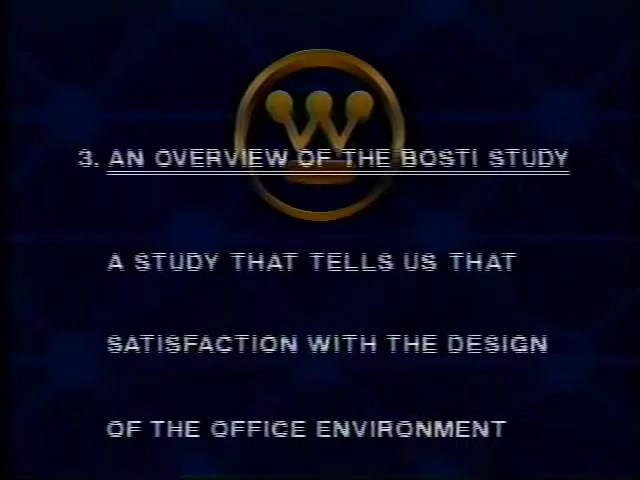 3. AN OVERVIEW OF THE BOSTI STUDY
A STUDY THAT TELLS US THAT
SATISFACTION WITH THE DESIGN
OF THE OFFICE ENVIRONMENT